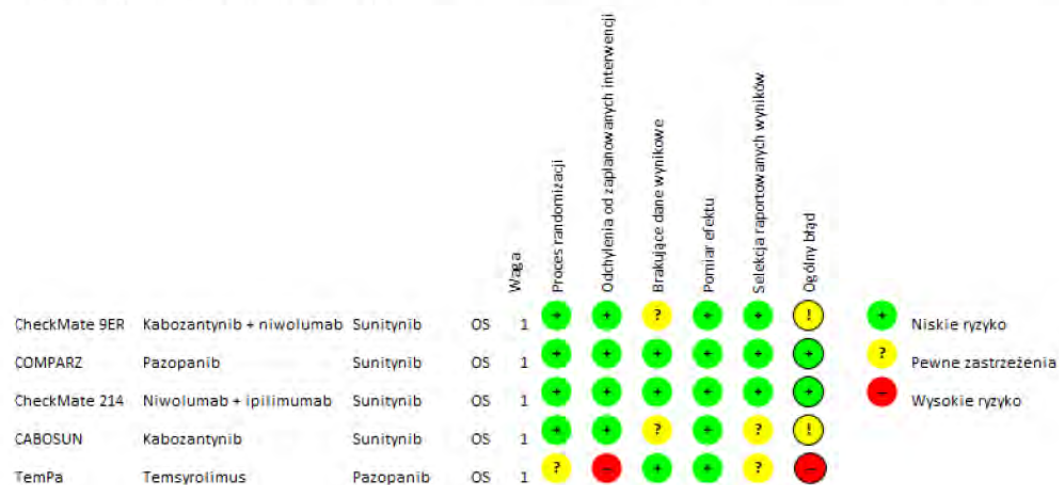 Waga
Proces randomizacji
Odchylenia od zaplanowanych interwencji
Brakujące dane wynikowe
Pomiar efektu
Selekcja raportowanych wyników
Ogólny błąd
CheckMate 9ER Kabozantynib + niwolumab Sunitynib OS 1 + + ? + + !
COMPARZ Pazopanib Sunitynib OS 1 + + + + + +
CheckMate 214 Niwolumab + ipilimumab Sunitynib OS 1 + + + + + +
CABOSUN Kabozantynib Sunitynib OS 1 + + ? + ? !
TemPa Temsyrolimus Pazopanib OS 1 ? − + + ? −
+ Niskie ryzyko
? Pewne zastrzeżenia
− Wysokie ryzyko